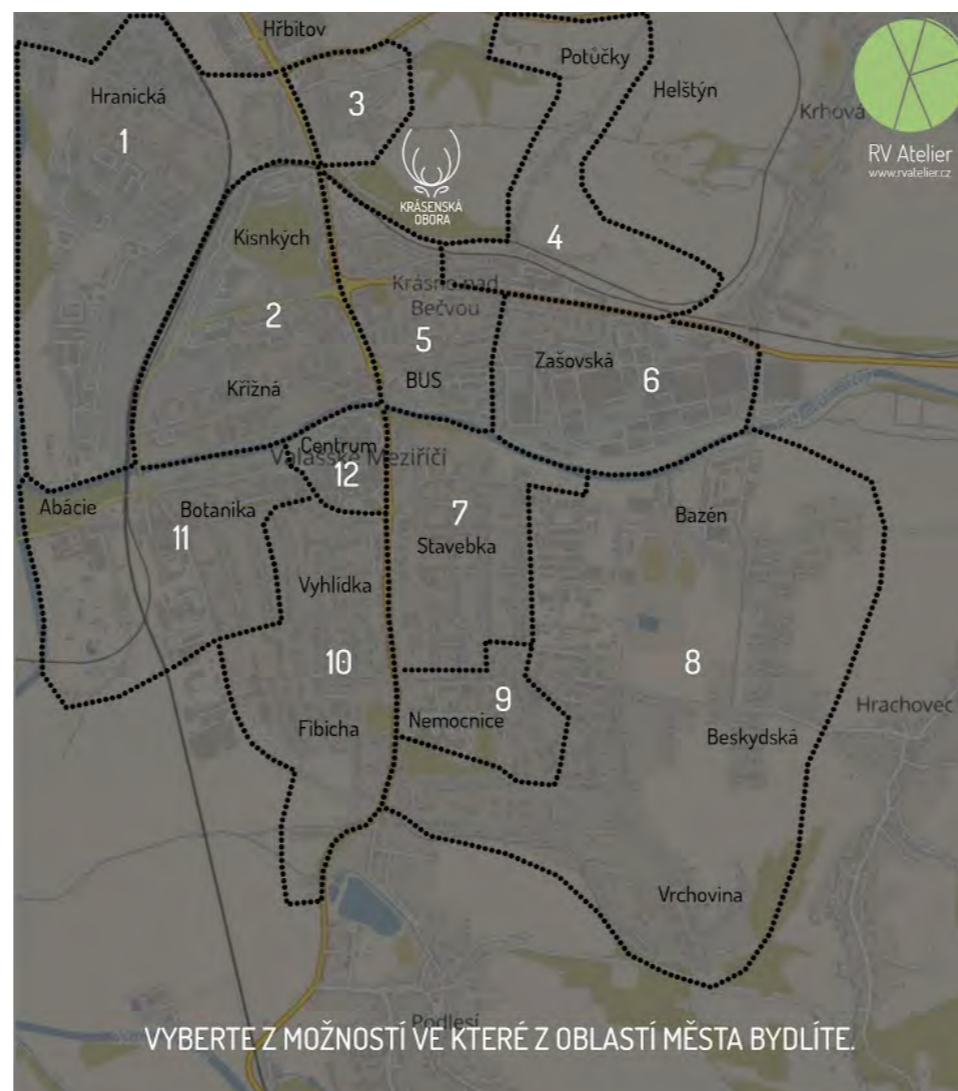 Hřbitov
Potůčky
Hranická
3
Helštýn
Krhová
1
RV Atelier
www.rvatelier.cz
KRÁSENSKÁ
OBORA
Kisnkých
4
Krásno nad
Bečvou
2
5
Zašovská
6
Křižná
BUS
Centrum
Valašské Meziříčí
12
Abácie
Botanika
7
Bazén
11
Stavebka
Vyhlídka
10
8
9
Hrachovec
Nemocnice
Fibicha
Beskydská
Vrchovina
Podlesí
VYBERTE Z MOŽNOSTÍ VE KTERÉ Z OBLASTÍ MĚSTA BYDLÍTE.